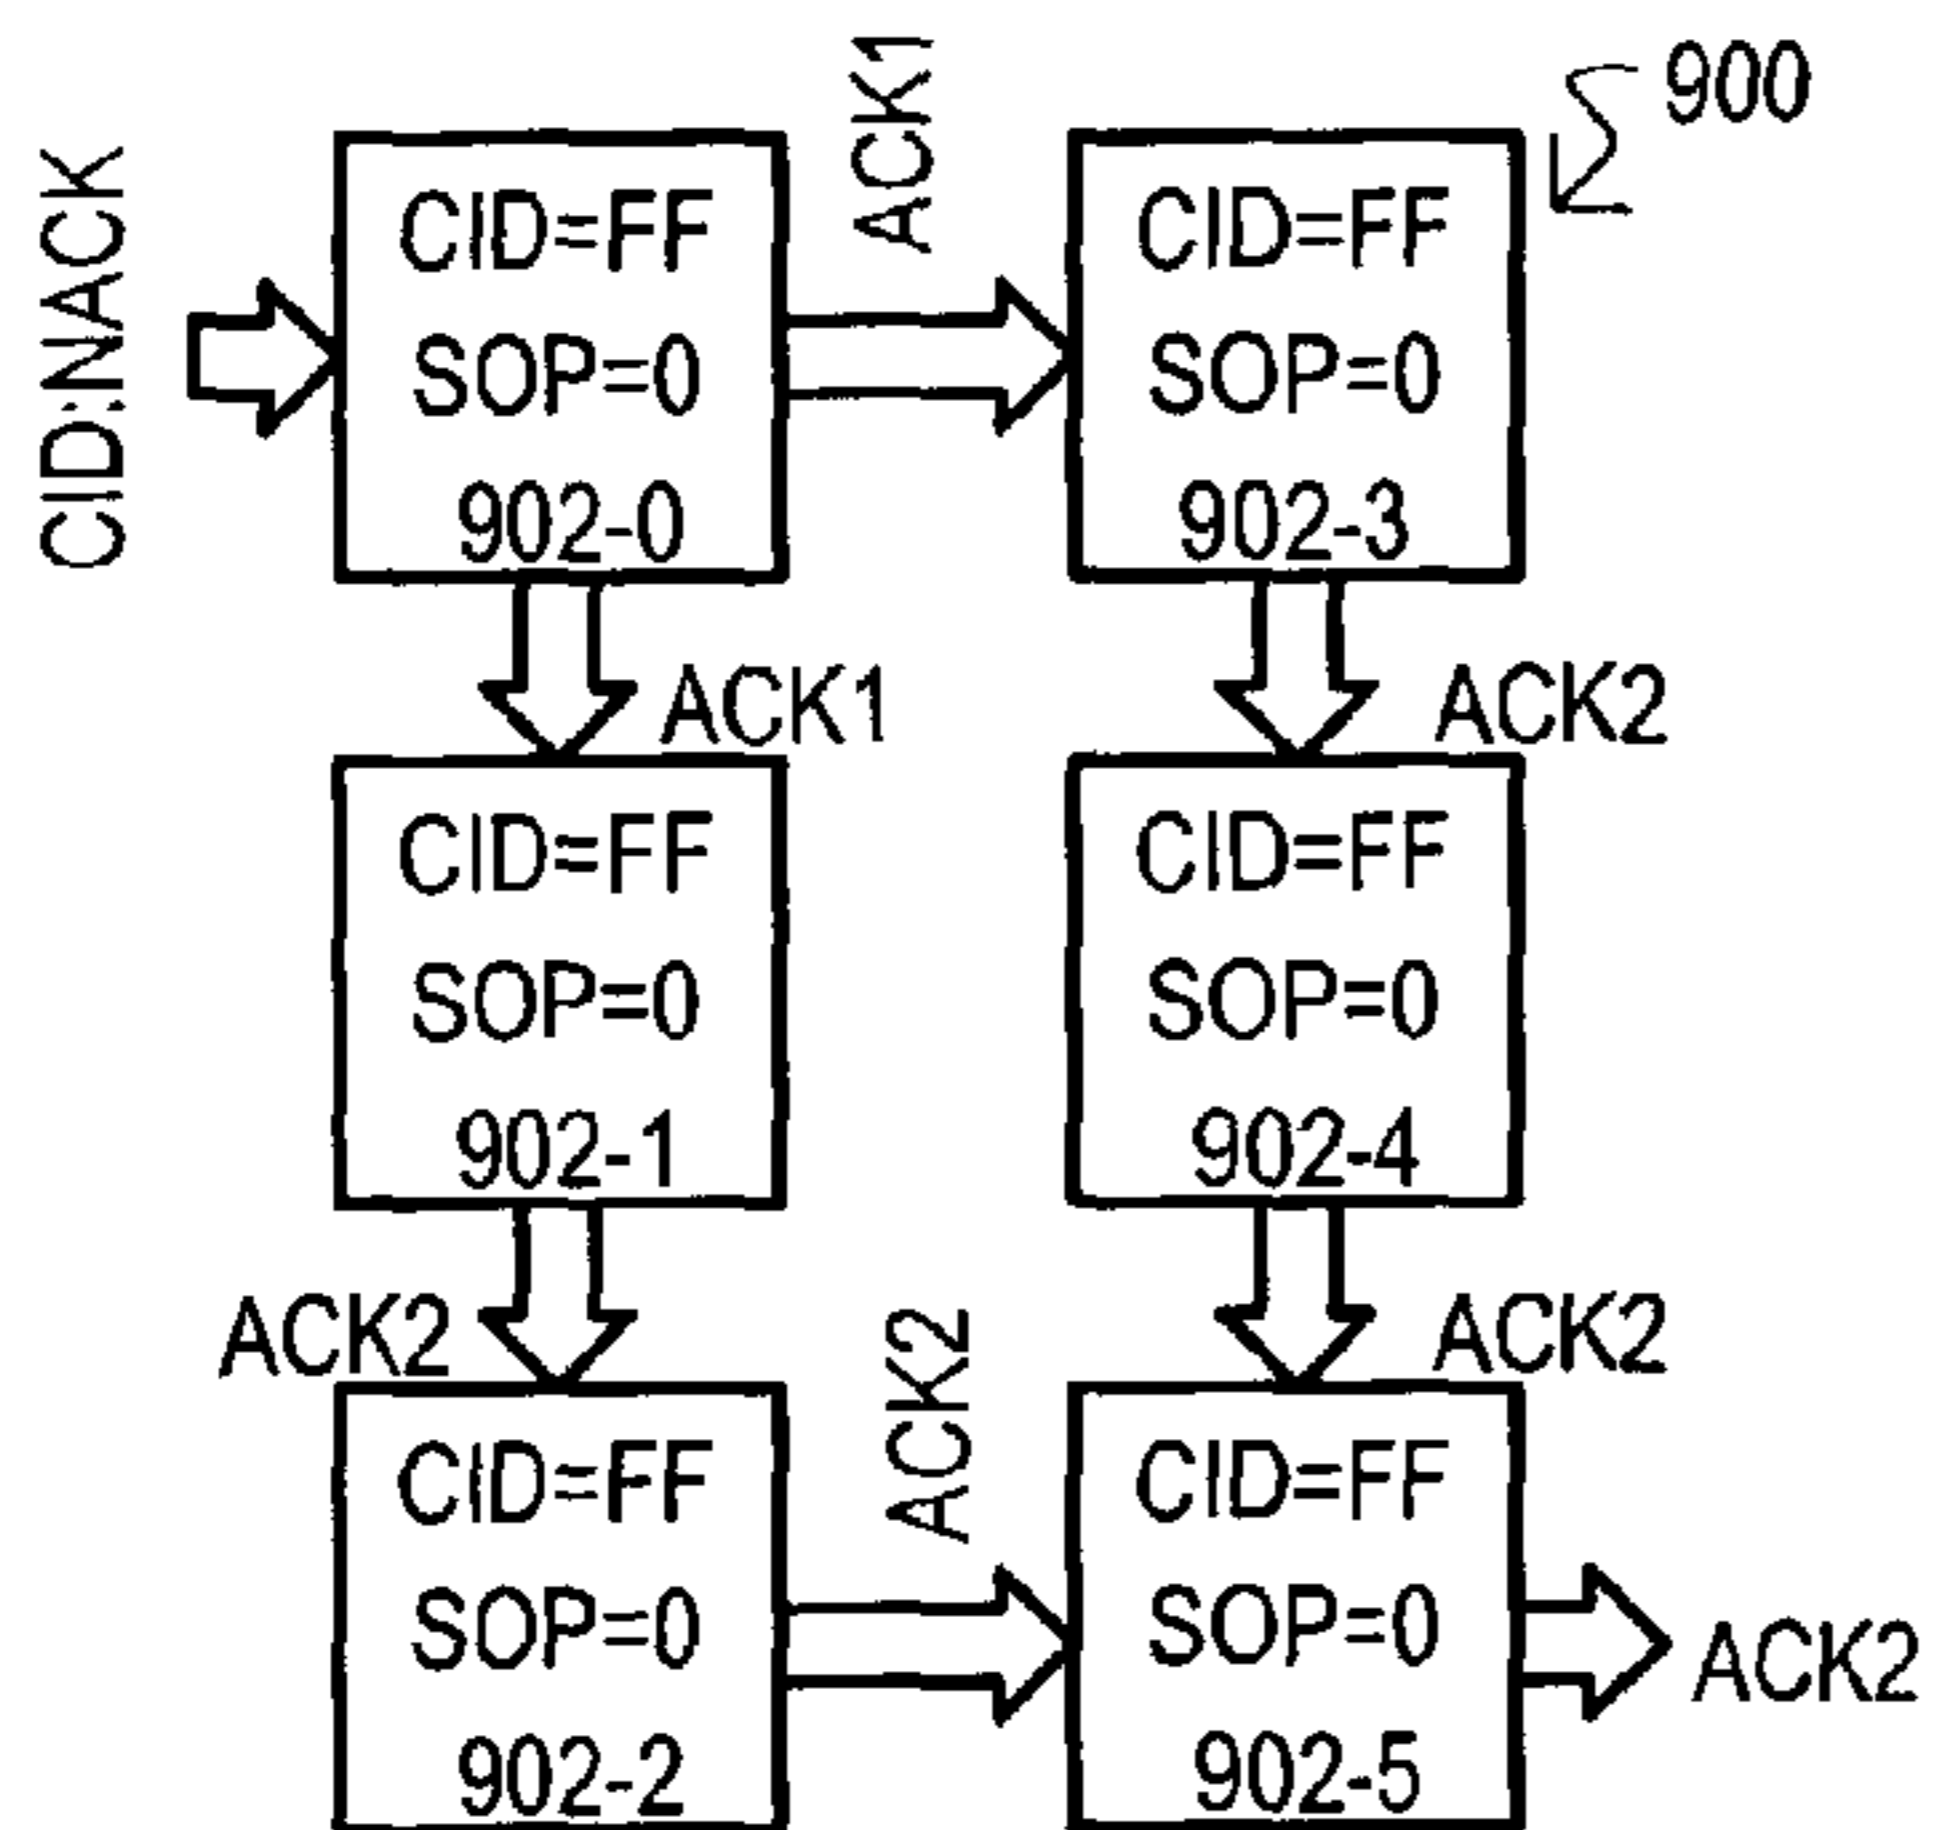 CID:NACK
CID=FF
SOP=0
902-0
ACK1
CID=FF
SOP=0
902-3
900
ACK1
ACK2
CID=FF
SOP=0
902-1
CID=FF
SOP=0
902-4
ACK2
ACK2
ACK2
CID=FF
SOP=0
902-2
CID=FF
SOP=0
902-5
ACK2